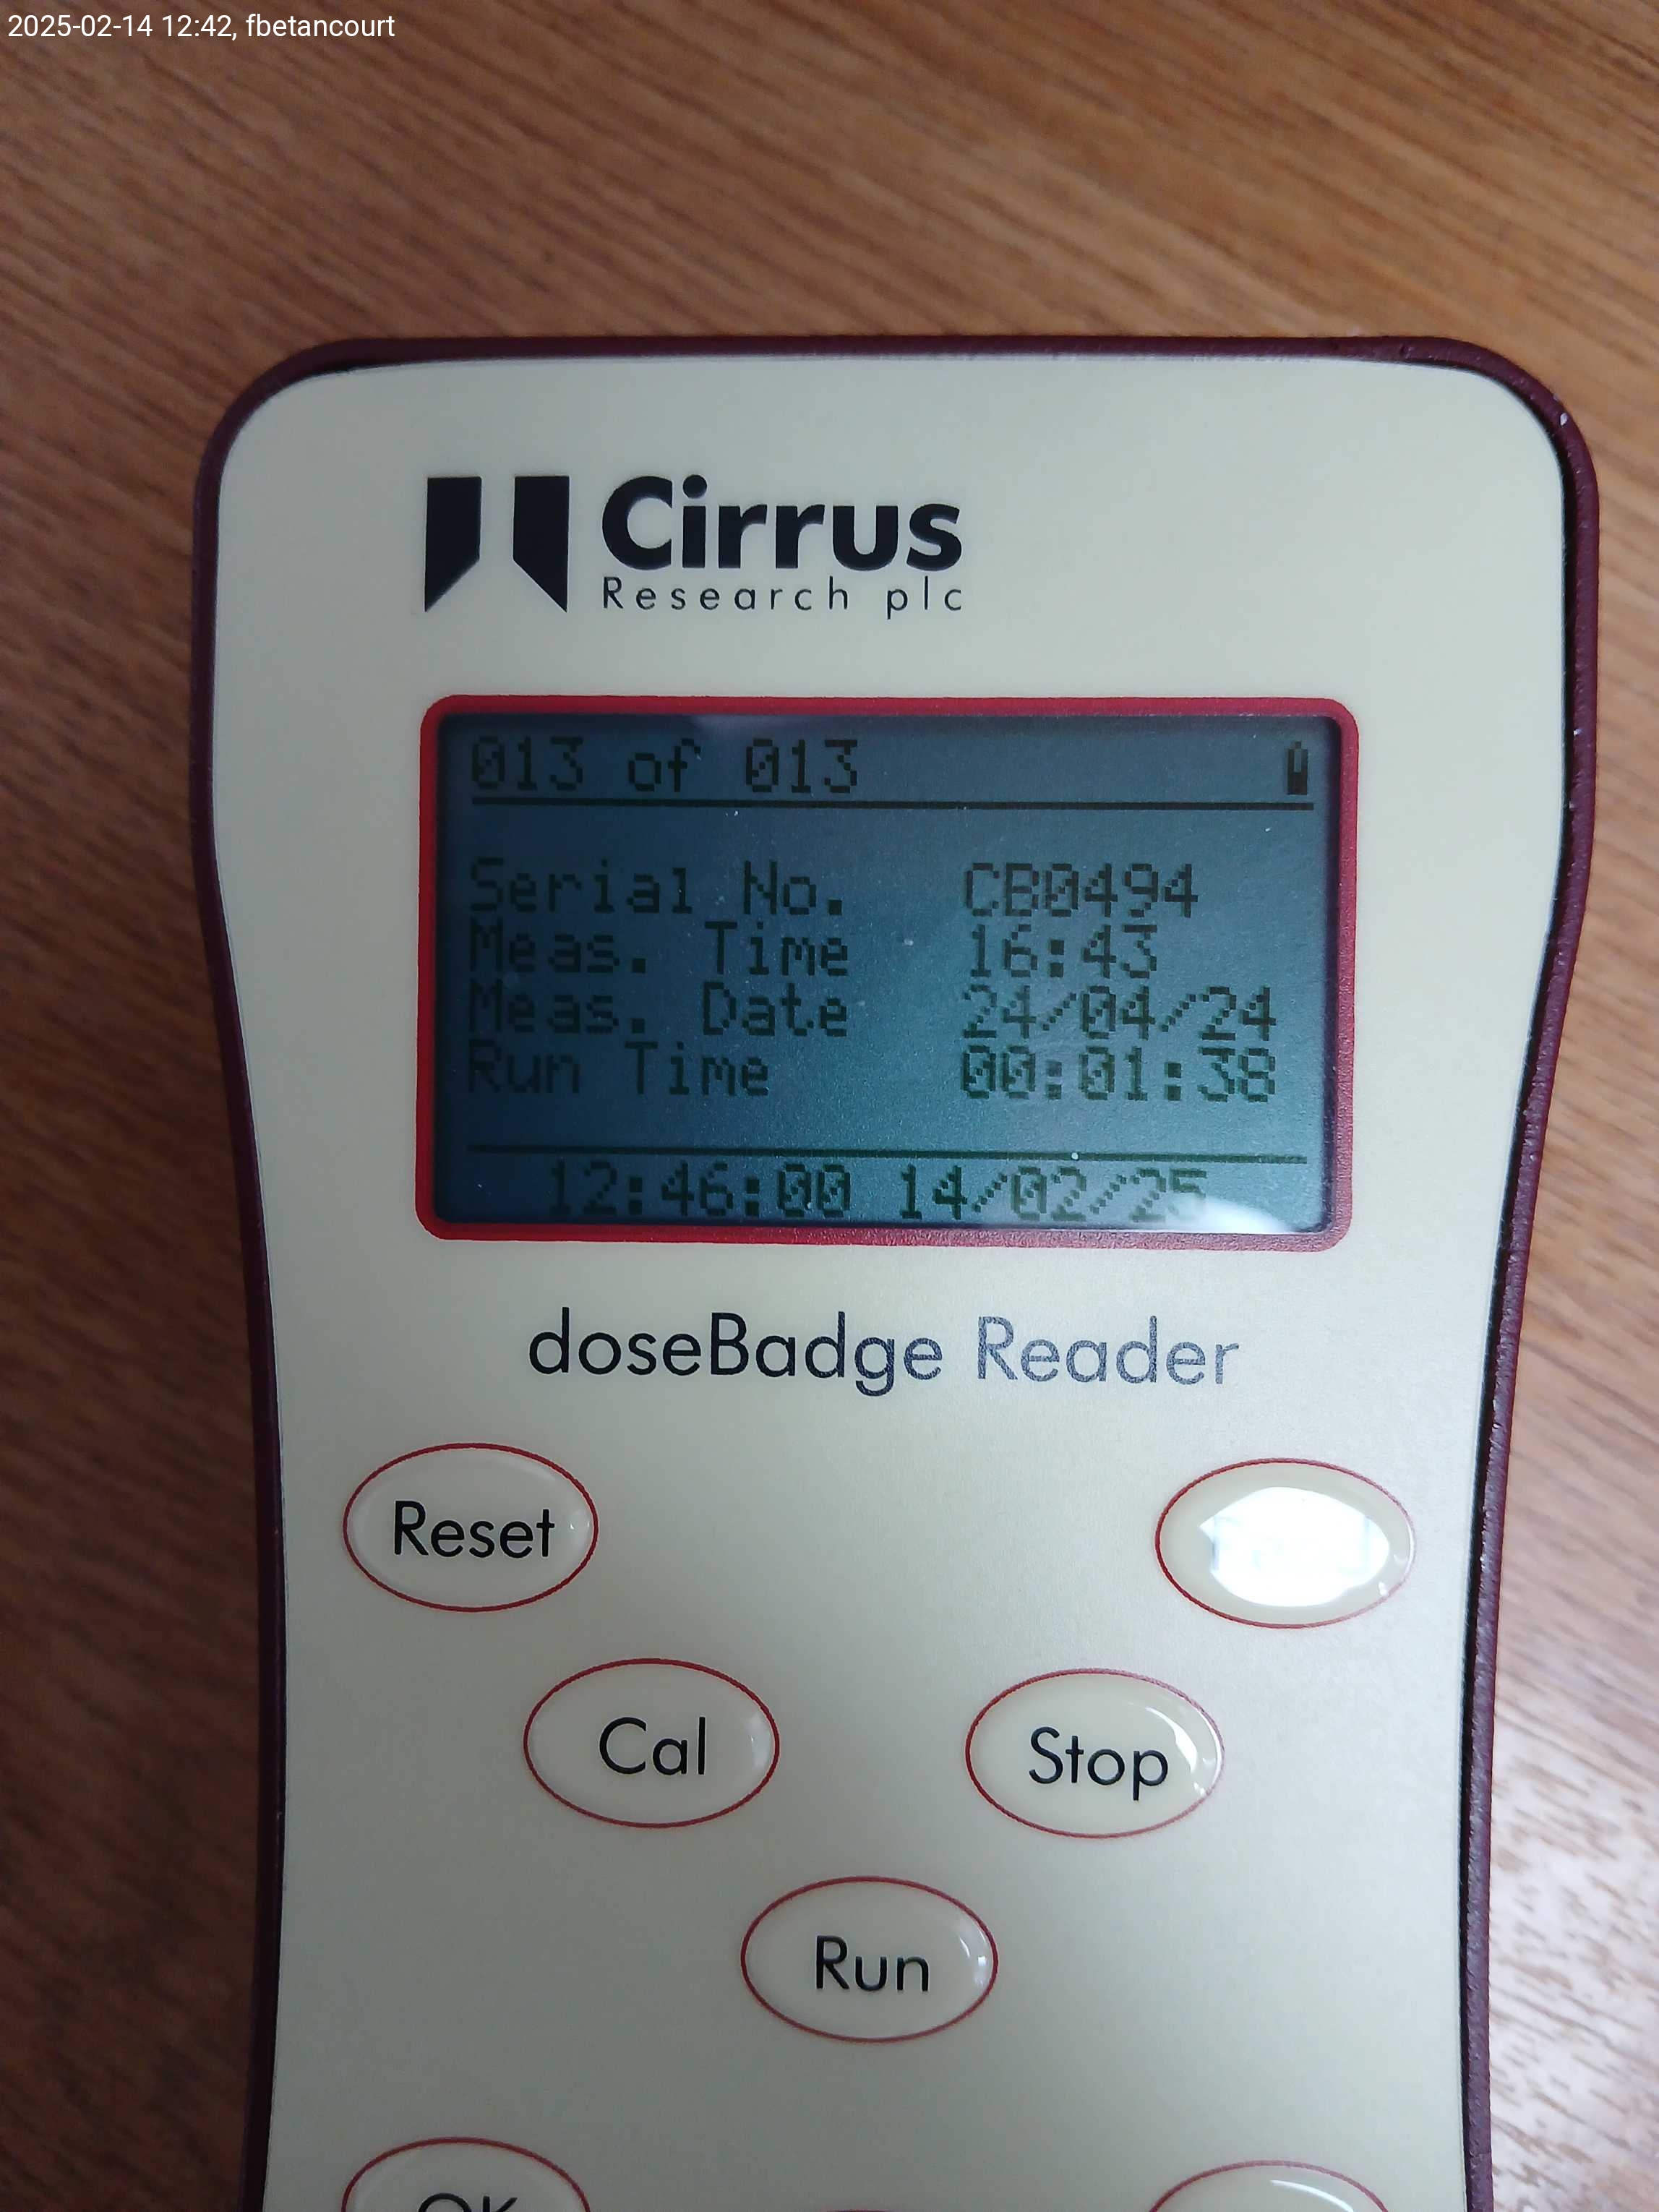 2025-02-14 12:42, fbetancourt
Cirrus
Research plc
013 of 013
Serial No. CB0494
Meas. Time 16:43
Meas. Date 24/04/24
Run Time 00:01:38
12:46:00 14/02/25
doseBadge Reader
Reset
Cal
Stop
Run
OK